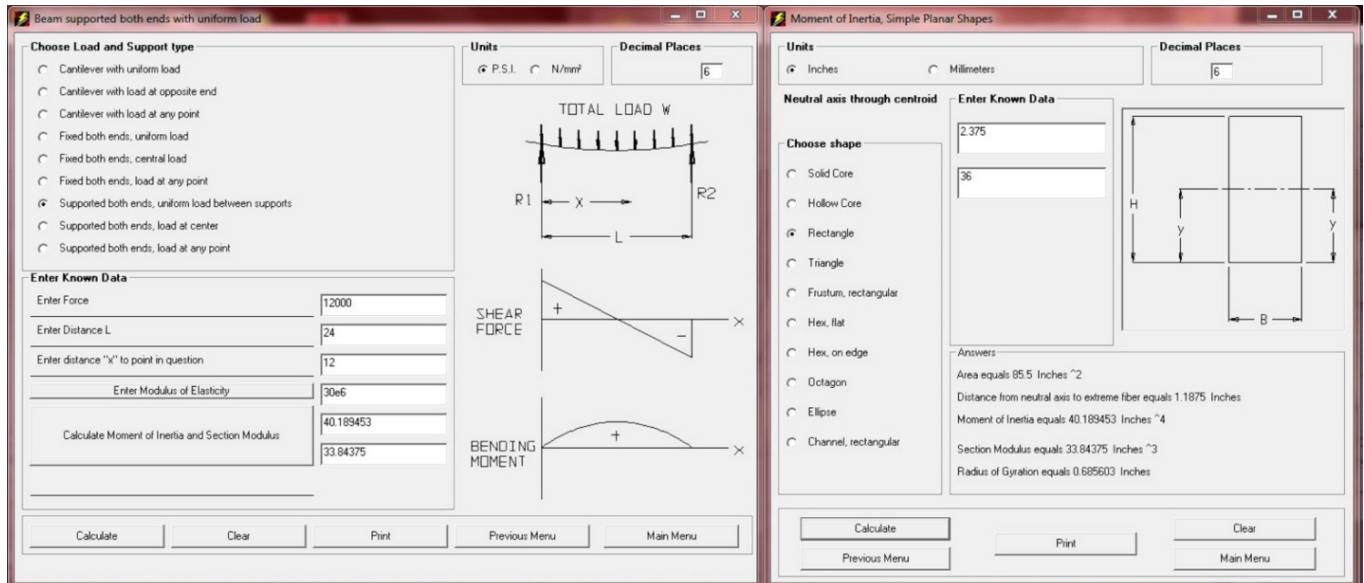 Beam supported both ends with uniform load
Choose Load and Support type
Cantilever with uniform load
Cantilever with load at opposite end
Cantilever with load at any point
Fixed both ends, uniform load
Fixed both ends, central load
Fixed both ends, load at any point
Supported both ends, uniform load between supports
Supported both ends, load at center
Supported both ends, load at any point
Units
P.S.I.
N/mm²
Decimal Places
6
TOTAL LOAD W
R1
X
R2
L
Enter Known Data
Enter Force
12000
Enter Distance L
24
Enter distance "x" to point in question
12
Enter Modulus of Elasticity
30e6
Calculate Moment of Inertia and Section Modulus
40.189453
33.84375
SHEAR
FORCE
+
−
X
BENDING
MOMENT
+
X
Calculate
Clear
Print
Previous Menu
Main Menu
Moment of Inertia, Simple Planar Shapes
Units
Inches
Milimeters
Decimal Places
6
Neutral axis through centroid
Choose shape
Solid Core
Hollow Core
Rectangle
Triangle
Frustum, rectangular
Hex, flat
Hex, on edge
Octagon
Ellipse
Channel, rectangular
Enter Known Data
2.375
36
H
y
y
B
Answers
Area equals 85.5 Inches ^2
Distance from neutral axis to extreme fiber equals 1.1875 Inches
Moment of Inertia equals 40.189453 Inches ^4
Section Modulus equals 33.84375 Inches ^3
Radius of Gyration equals 0.685603 Inches
Calculate
Previous Menu
Print
Clear
Main Menu